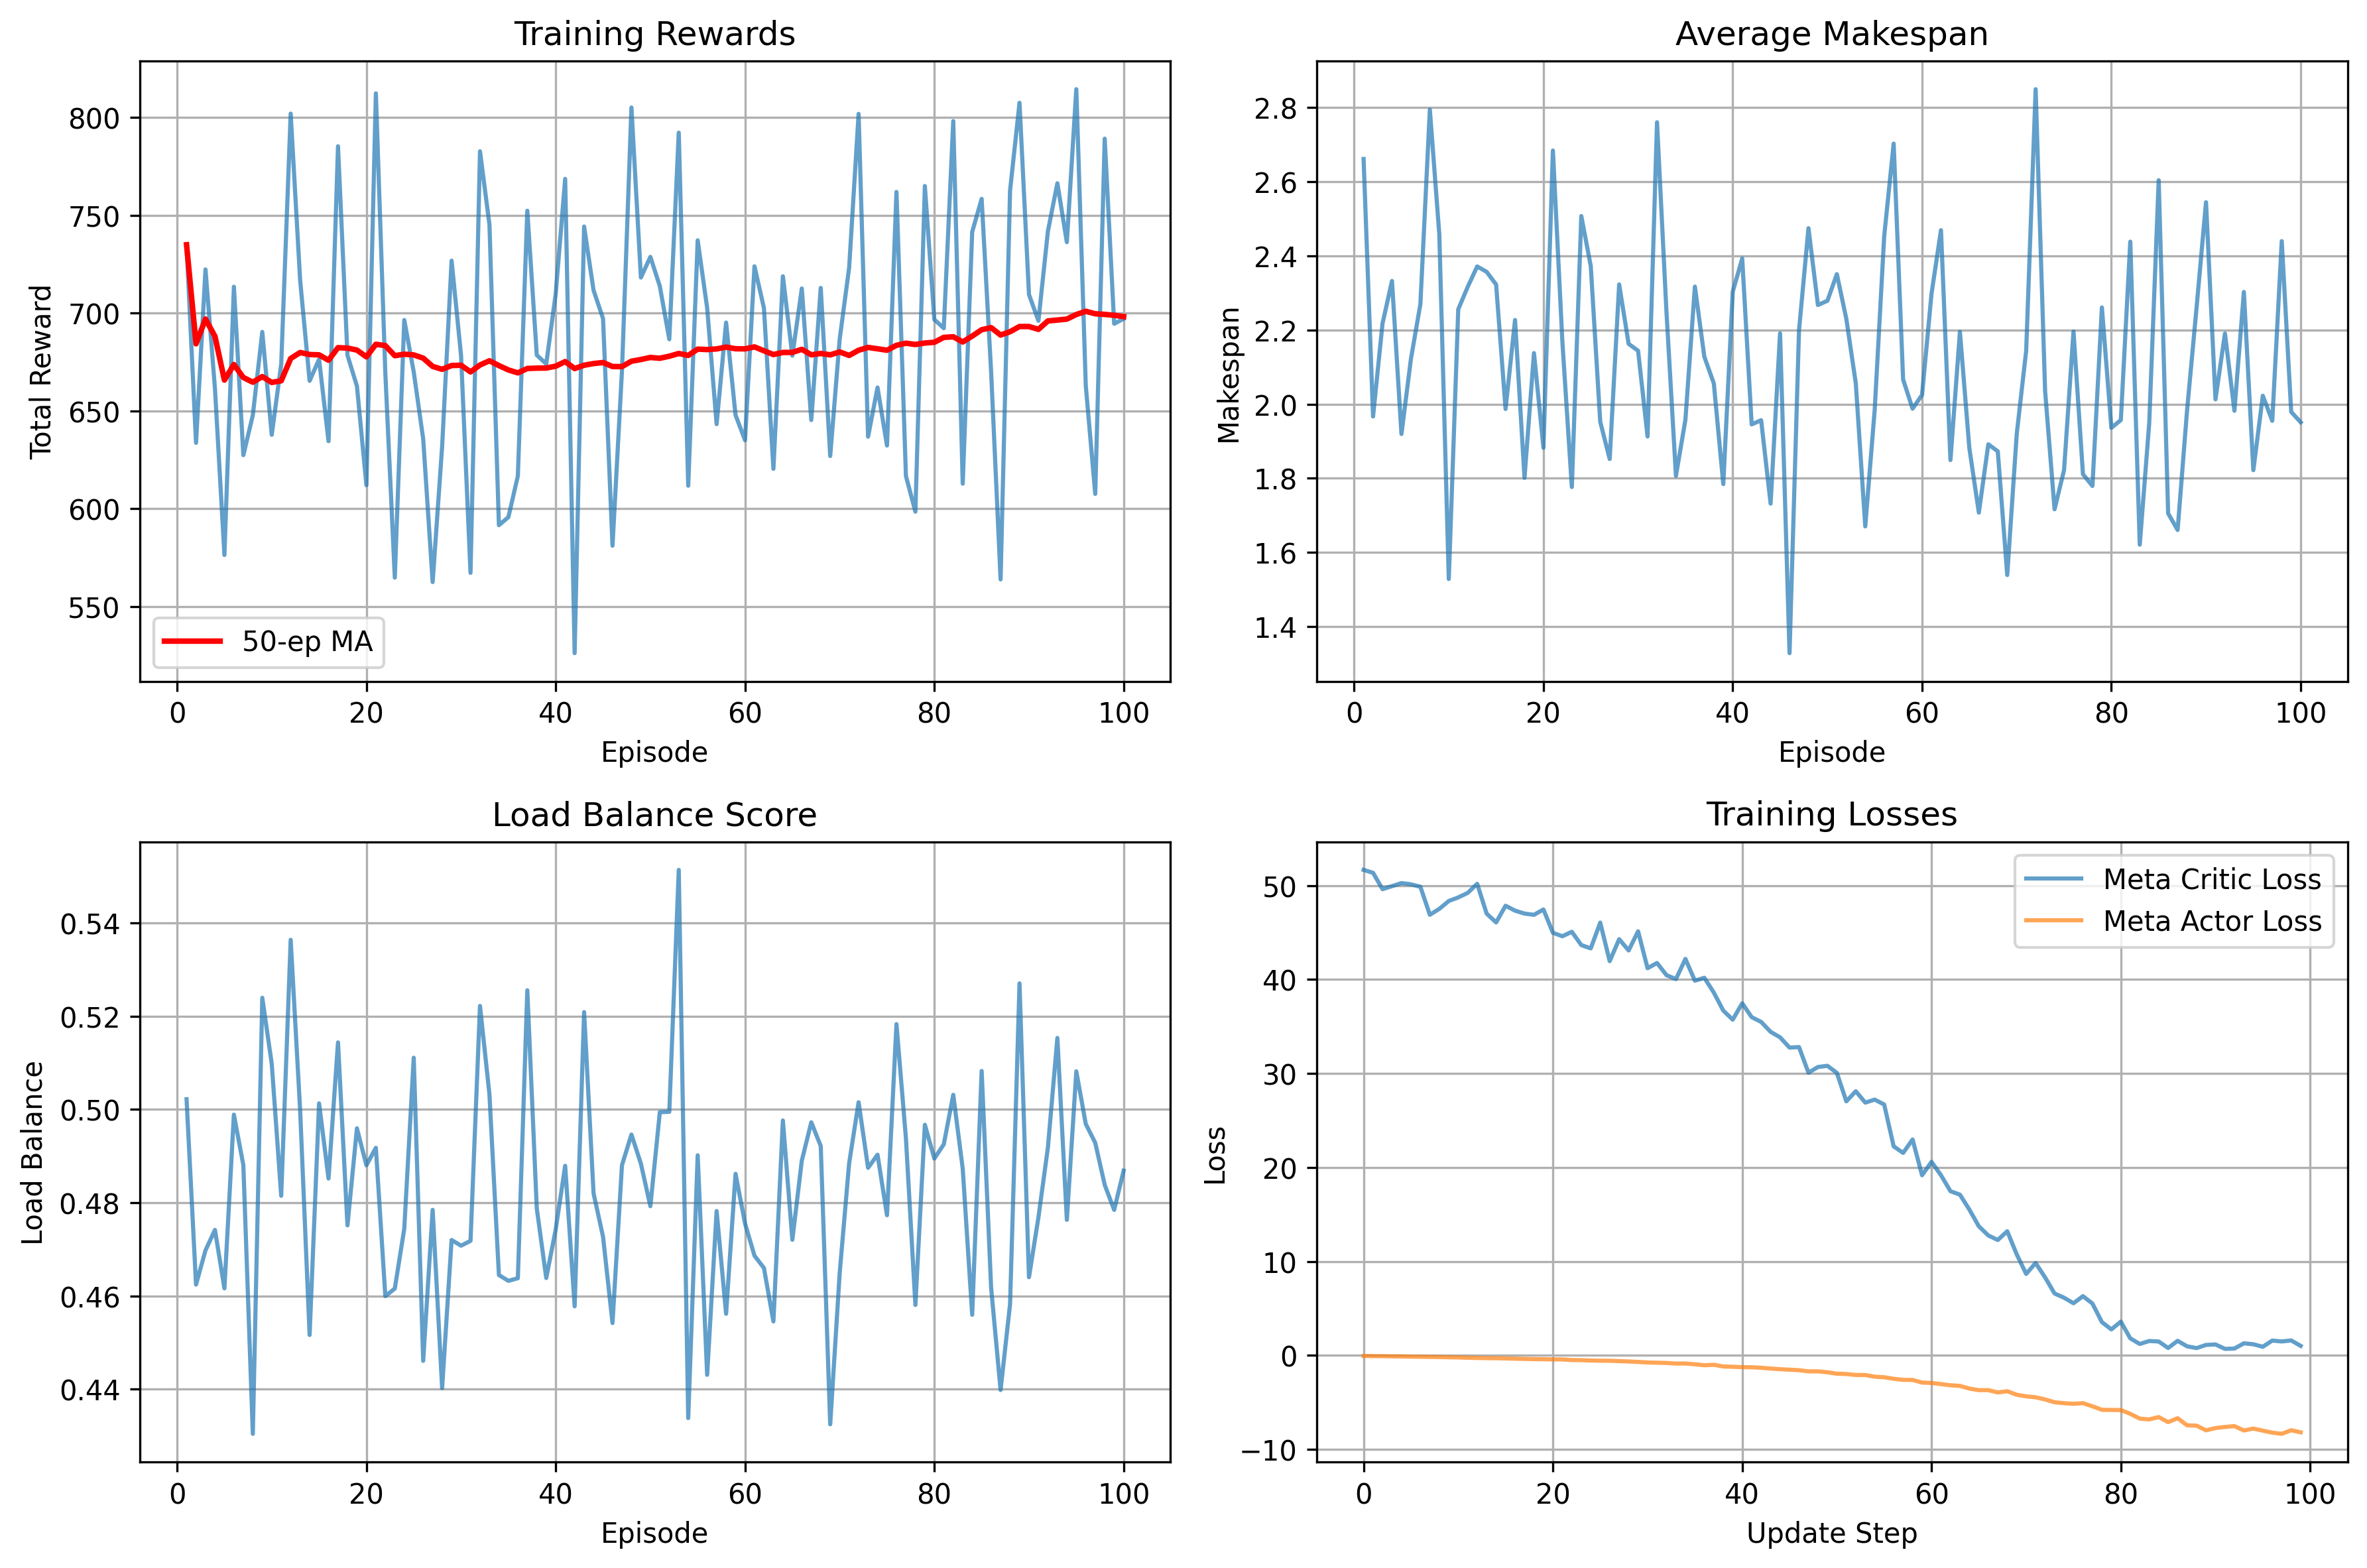 Training Rewards
Total Reward
800
750
700
650
600
550
50-ep MA
0 20 40 60 80 100
Episode
Average Makespan
Makespan
2.8
2.6
2.4
2.2
2.0
1.8
1.6
1.4
0 20 40 60 80 100
Episode
Load Balance Score
Load Balance
0.54
0.52
0.50
0.48
0.46
0.44
0 20 40 60 80 100
Episode
Training Losses
Loss
50
40
30
20
10
0
−10
Meta Critic Loss
Meta Actor Loss
0 20 40 60 80 100
Update Step